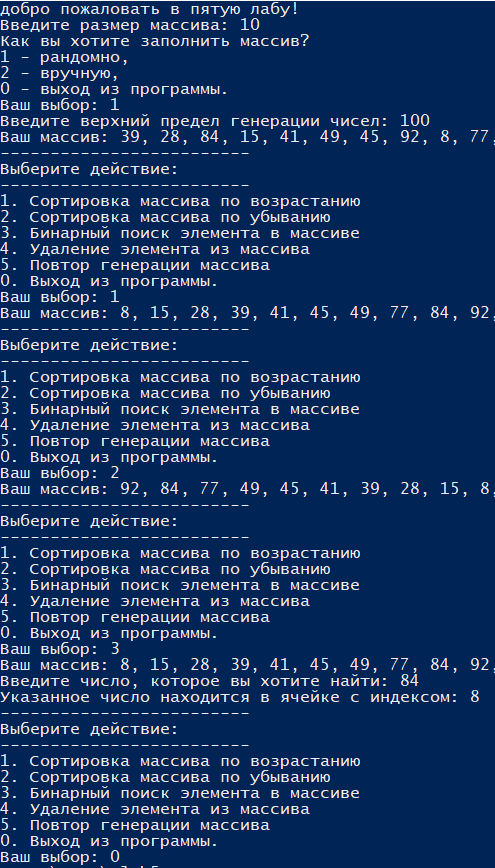 добро пожаловать в пятую лабу!
Введите размер массива: 10
Как вы хотите заполнить массив?
1 - рандомно,
2 - вручную,
0 - выход из программы.
Ваш выбор: 1
Введите верхний предел генерации чисел: 100
Ваш массив: 39, 28, 84, 15, 41, 49, 45, 92, 8, 77,
-------------------------
Выберите действие:
-------------------------
1. Сортировка массива по возрастанию
2. Сортировка массива по убыванию
3. Бинарный поиск элемента в массиве
4. Удаление элемента из массива
5. Повтор генерации массива
0. Выход из программы.
Ваш выбор: 1
Ваш массив: 8, 15, 28, 39, 41, 45, 49, 77, 84, 92,
-------------------------
Выберите действие:
-------------------------
1. Сортировка массива по возрастанию
2. Сортировка массива по убыванию
3. Бинарный поиск элемента в массиве
4. Удаление элемента из массива
5. Повтор генерации массива
0. Выход из программы.
Ваш выбор: 2
Ваш массив: 92, 84, 77, 49, 45, 41, 39, 28, 15, 8,
-------------------------
Выберите действие:
-------------------------
1. Сортировка массива по возрастанию
2. Сортировка массива по убыванию
3. Бинарный поиск элемента в массиве
4. Удаление элемента из массива
5. Повтор генерации массива
0. Выход из программы.
Ваш выбор: 3
Ваш массив: 8, 15, 28, 39, 41, 45, 49, 77, 84, 92,
Введите число, которое вы хотите найти: 84
Указанное число находится в ячейке с индексом: 8
-------------------------
Выберите действие:
-------------------------
1. Сортировка массива по возрастанию
2. Сортировка массива по убыванию
3. Бинарный поиск элемента в массиве
4. Удаление элемента из массива
5. Повтор генерации массива
0. Выход из программы.
Ваш выбор: 0